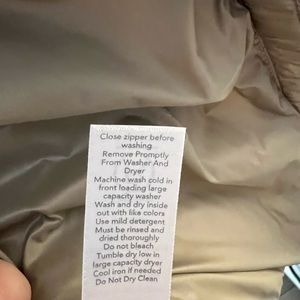 Close zipper before
washing
Remove Promptly
From Washer And
Dryer
Machine wash cold in
front loading large
capacity washer
Wash and dry inside
out with like colors
Use mild detergent
Must be rinsed and
dried thoroughly
Do not bleach
Tumble dry low in
large capacity dryer
Cool iron if needed
Do Not Dry Clean